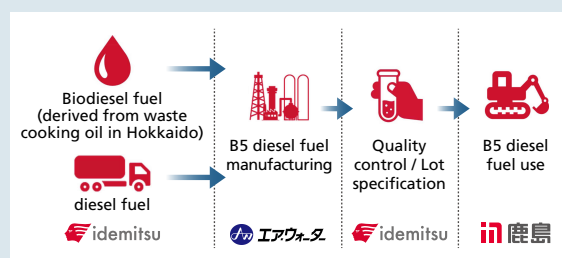 Biodiesel fuel
(derived from waste
cooking oil in Hokkaido)
diesel fuel
idemitsu
B5 diesel fuel
manufacturing
エア・ウォーター
Quality
control / Lot
specification
idemitsu
B5 diesel
fuel use
鹿島